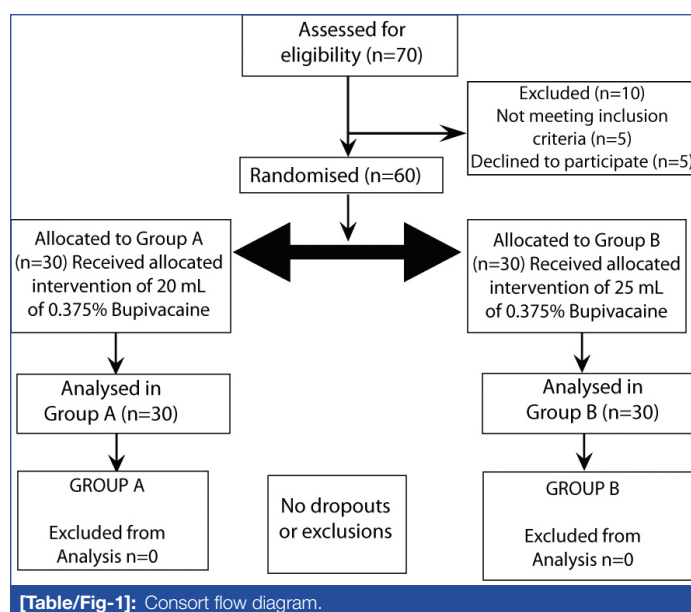 Assessed for
eligibility (n=70)
Excluded (n=10)
Not meeting inclusion
criteria (n=5)
Declined to participate (n=5)
Randomised (n=60)
Allocated to Group A
(n=30) Received allocated
intervention of 20 mL
of 0.375% Bupivacaine
Allocated to Group B
(n=30) Received allocated
intervention of 25 mL
of 0.375% Bupivacaine
Analysed in
Group A (n=30)
Analysed in
Group B (n=30)
GROUP A
Excluded from
Analysis n=0
No dropouts
or exclusions
GROUP B
Excluded from
Analysis n=0
[Table/Fig-1]: Consort flow diagram.